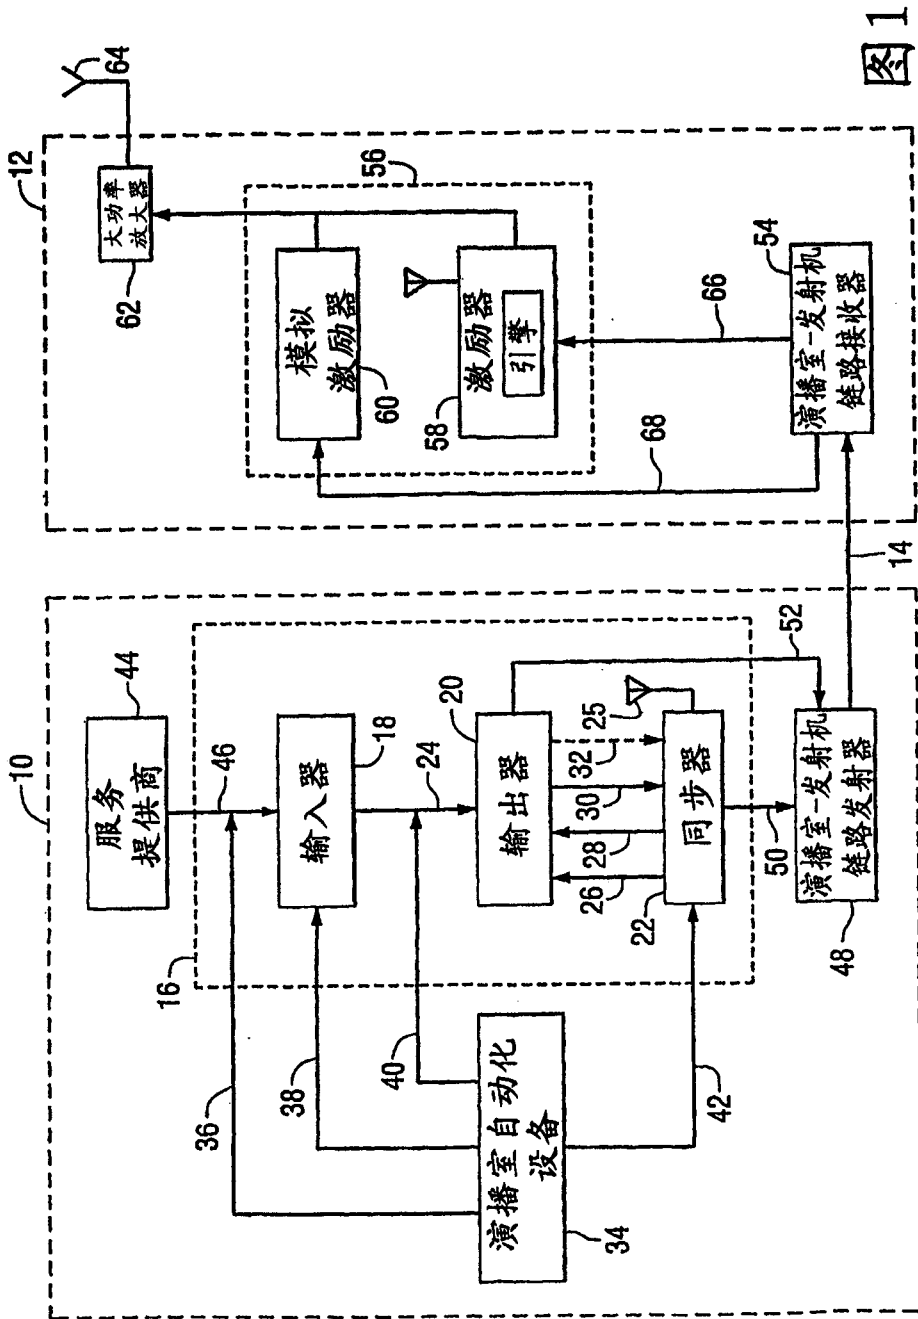 图 1
10
服务
提供商
44
46
36
16
输入器
18
38
24
40
输出器
20
26
28
30
32
25
52
同步器
22
42
50
演播室自动化
设备
34
演播室-发射机
链路发射器
48
14
12
64
大功率
放大器
62
56
模拟
激励器
60
激励器
引擎
58
66
68
演播室-发射机
链路接收器
54